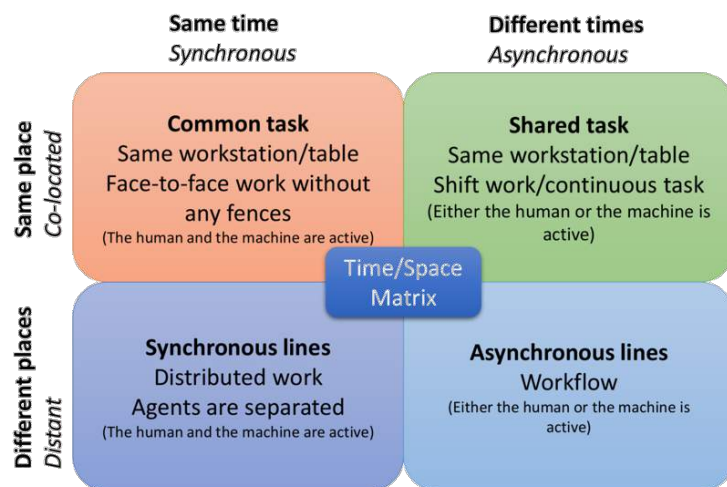 Same time
Synchronous
Different times
Asynchronous
Same place
Co-located
Common task
Same workstation/table
Face-to-face work without
any fences
(The human and the machine are active)
Shared task
Same workstation/table
Shift work/continuous task
(Either the human or the machine is
active)
Time/Space
Matrix
Different places
Distant
Synchronous lines
Distributed work
Agents are separated
(The human and the machine are active)
Asynchronous lines
Workflow
(Either the human or the machine is
active)